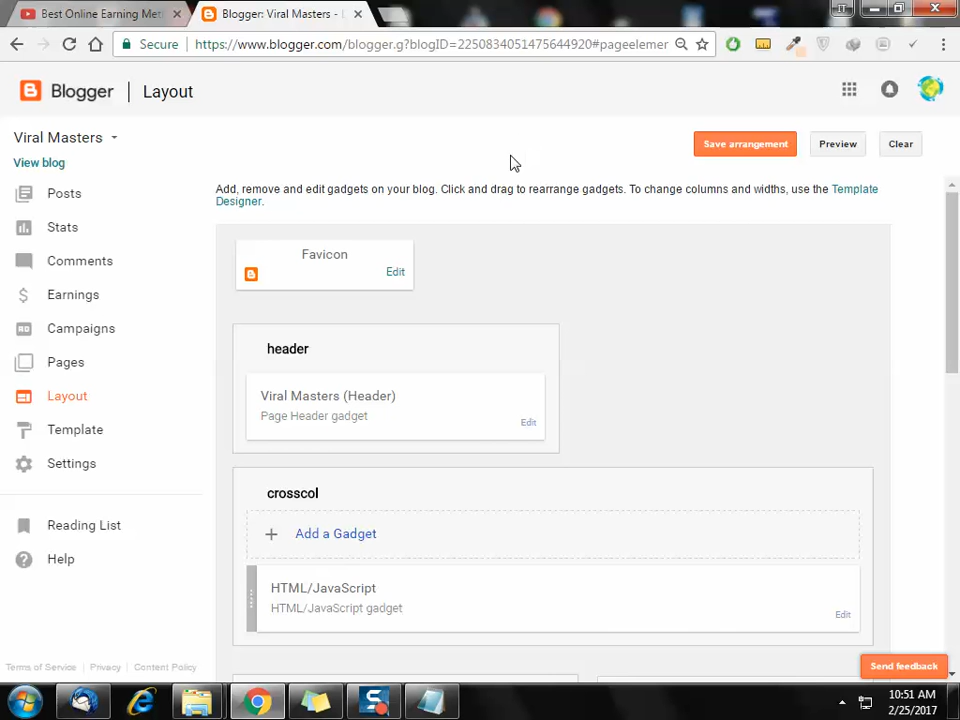 Best Online Earning Met
Blogger: Viral Masters -
IT
Secure
https://www.blogger.com/blogger.g?blogID=2250834051475644920#pageelemer
Blogger
Layout
Viral Masters
View blog
Save arrangement
Preview
Clear
Posts
Stats
Comments
Earnings
Campaigns
Pages
Layout
Template
Settings
Reading List
Help
Terms of Service | Privacy | Content Policy
Add, remove and edit gadgets on your blog. Click and drag to rearrange gadgets. To change columns and widths, use the Template
Designer.
Favicon
Edit
header
Viral Masters (Header)
Page Header gadget
Edit
crosscol
+ Add a Gadget
HTML/JavaScript
HTML/JavaScript gadget
Edit
Send feedback
10:51 AM
2/25/2017